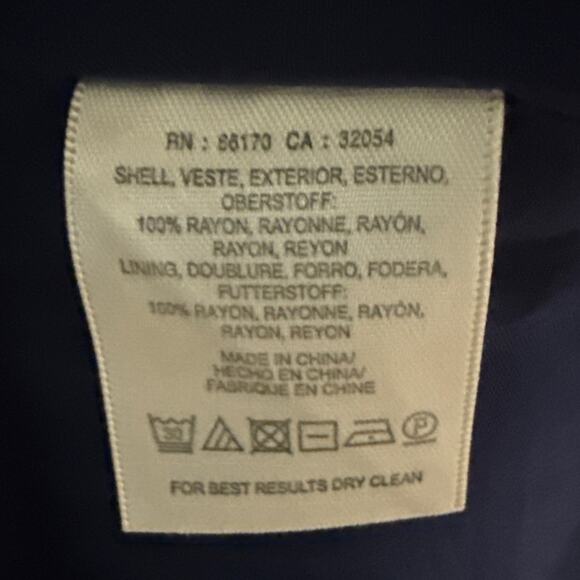 RN : 66170 CA : 32054
SHELL, VESTE, EXTERIOR, ESTERNO,
OBERSTOFF:
100% RAYON, RAYONNE, RAYÓN,
RAYON, REYON
LINING, DOUBLURE, FORRO, FODERA,
FUTTERSTOFF:
100% RAYON, RAYONNE, RAYÓN,
RAYON, REYON
MADE IN CHINA/
HECHO EN CHINA/
FABRIQUE EN CHINE
30 P
FOR BEST RESULTS DRY CLEAN